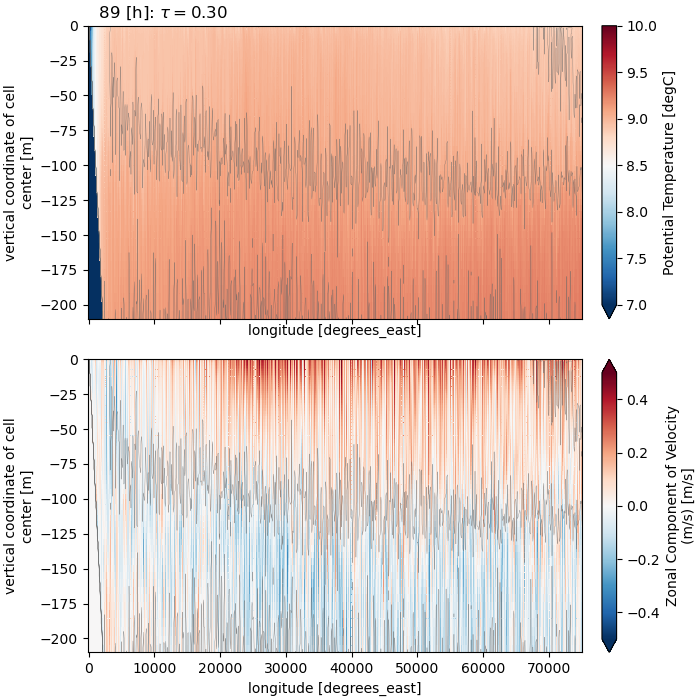 89 [h]: τ = 0.30
0
−25
−50
−75
−100
−125
−150
−175
−200
vertical coordinate of cell
center [m]
longitude [degrees_east]
10.0
9.5
9.0
8.5
8.0
7.5
7.0
Potential Temperature [degC]
0
−25
−50
−75
−100
−125
−150
−175
−200
vertical coordinate of cell
center [m]
0 10000 20000 30000 40000 50000 60000 70000
longitude [degrees_east]
0.4
0.2
0.0
−0.2
−0.4
Zonal Component of Velocity
(m/s) [m/s]